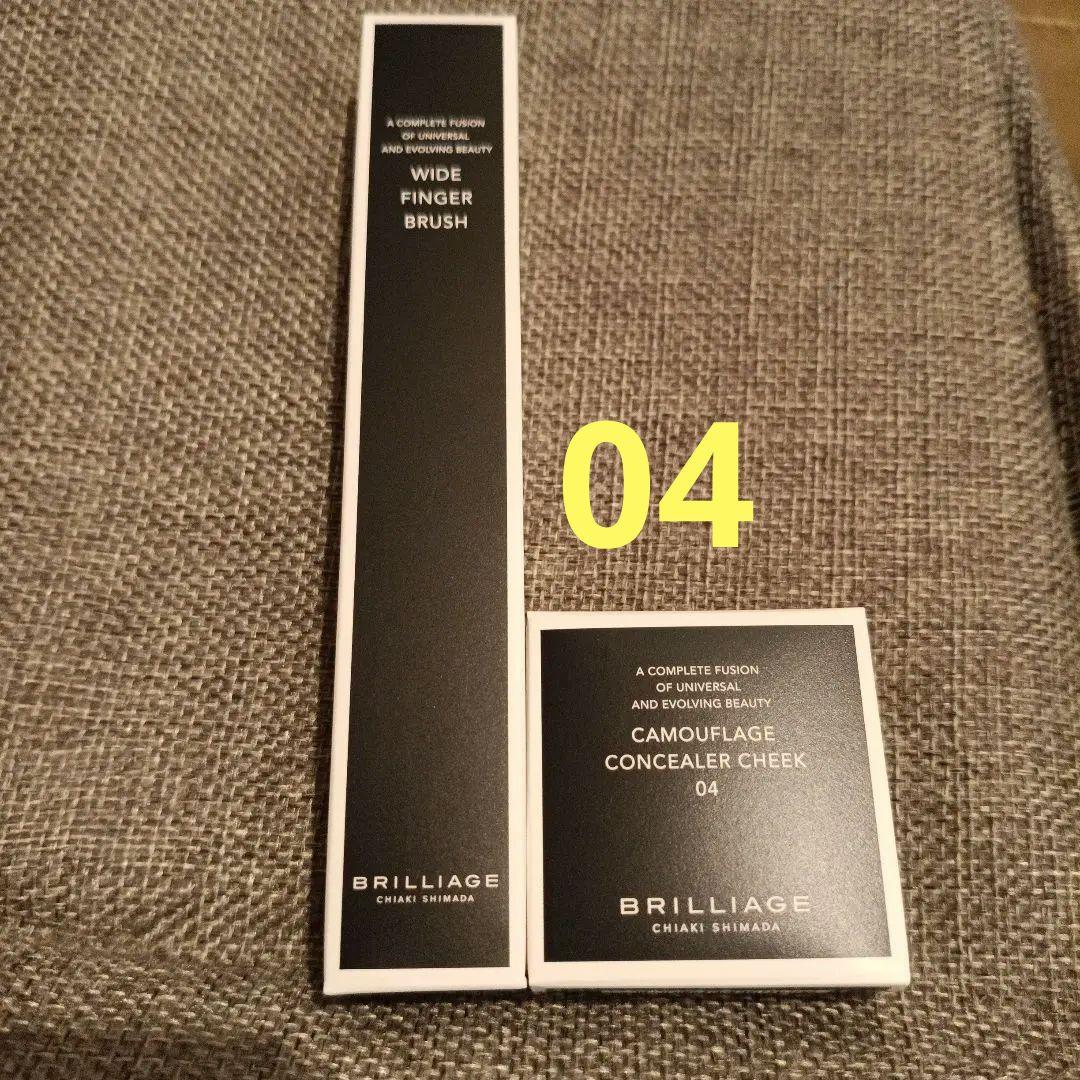 A COMPLETE FUSION
OF UNIVERSAL
AND EVOLVING BEAUTY
WIDE
FINGER
BRUSH
BRILLIAGE
CHIAKI SHIMADA
04
A COMPLETE FUSION
OF UNIVERSAL
AND EVOLVING BEAUTY
CAMOUFLAGE
CONCEALER CHEEK
04
BRILLIAGE
CHIAKI SHIMADA